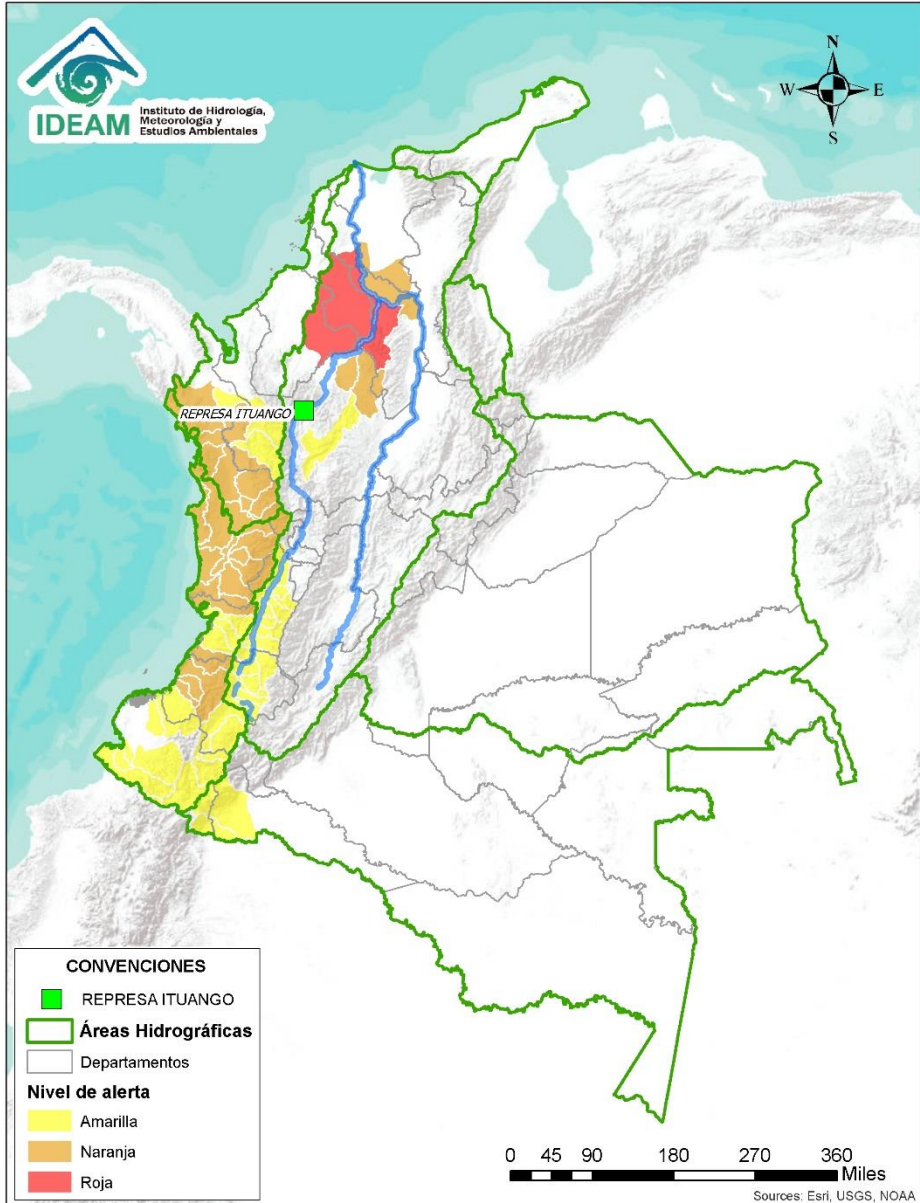 IDEAM
Instituto de Hidrología,
Meteorología y
Estudios Ambientales
N
W E
S
REPRESA ITUANGO
CONVENCIONES
REPRESA ITUANGO
Áreas Hidrográficas
Departamentos
Nivel de alerta
Amarilla
Naranja
Roja
0 45 90 180 270 360
Miles
Sources: Esri, USGS, NOAA